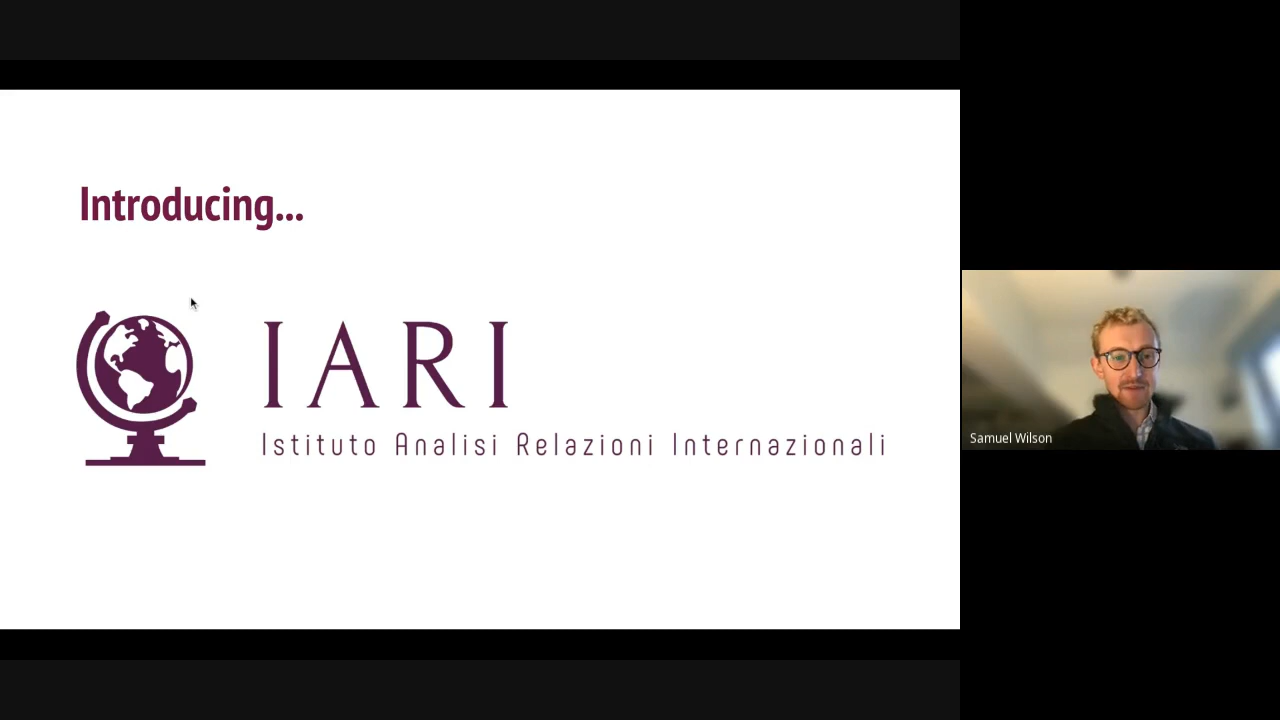 Introducing...
IARI
Istituto Analisi Relazioni Internazionali
Samuel Wilson